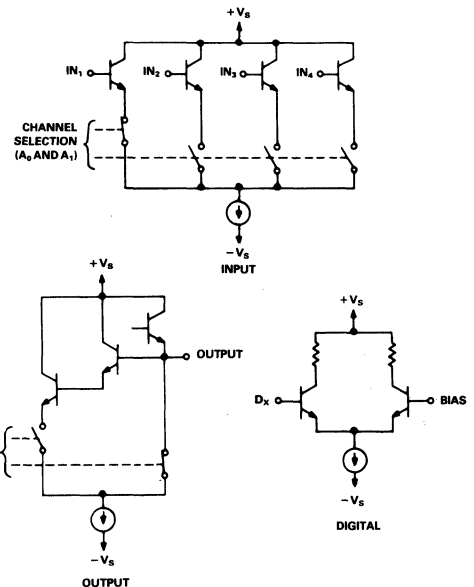 +VS
IN1
IN2
IN3
IN4
CHANNEL
SELECTION
(A0 AND A1)
−VS
INPUT
+VS
OUTPUT
−VS
OUTPUT
+VS
DX
BIAS
−VS
DIGITAL